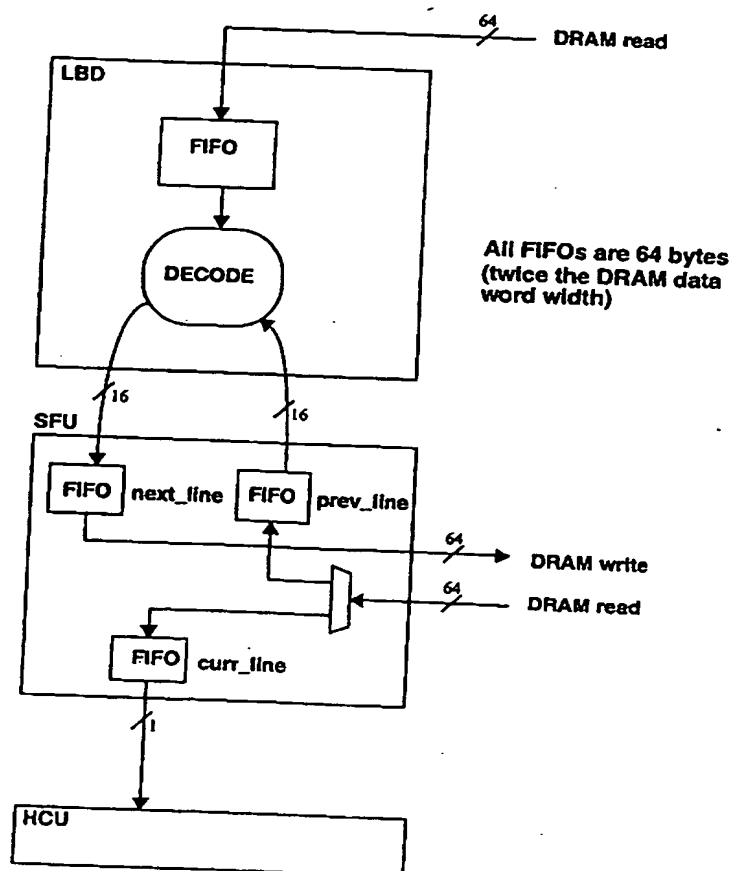 64
DRAM read
LBD
FIFO
DECODE
All FIFOs are 64 bytes
(twice the DRAM data
word width)
16
16
SFU
FIFO
next_line
FIFO
prev_line
64
DRAM write
64
DRAM read
FIFO
curr_line
1
HCU